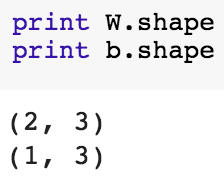 print W.shape
print b.shape
(2, 3)
(1, 3)